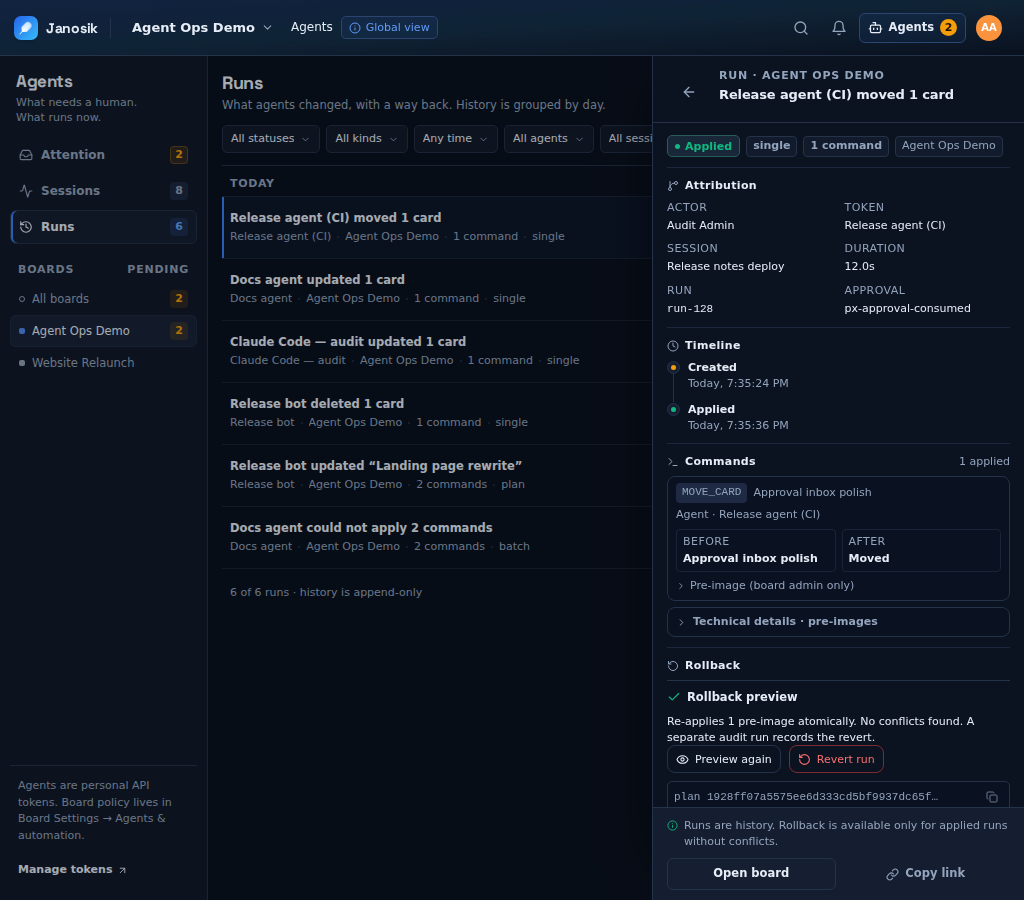 Janosik
Agent Ops Demo
Agents
Global view
Agents 2
AA
Agents
What needs a human.
What runs now.
Attention 2
Sessions 8
Runs 6
BOARDS PENDING
All boards 2
Agent Ops Demo 2
Website Relaunch
Agents are personal API
tokens. Board policy lives in
Board Settings → Agents &
automation.
Manage tokens
Runs
What agents changed, with a way back. History is grouped by day.
All statuses
All kinds
Any time
All agents
All sessi
TODAY
Release agent (CI) moved 1 card
Release agent (CI) · Agent Ops Demo · 1 command · single
Docs agent updated 1 card
Docs agent · Agent Ops Demo · 1 command · single
Claude Code — audit updated 1 card
Claude Code — audit · Agent Ops Demo · 1 command · single
Release bot deleted 1 card
Release bot · Agent Ops Demo · 1 command · single
Release bot updated “Landing page rewrite”
Release bot · Agent Ops Demo · 2 commands · plan
Docs agent could not apply 2 commands
Docs agent · Agent Ops Demo · 2 commands · batch
6 of 6 runs · history is append-only
RUN · AGENT OPS DEMO
Release agent (CI) moved 1 card
Applied
single
1 command
Agent Ops Demo
Attribution
ACTOR TOKEN
Audit Admin Release agent (CI)
SESSION DURATION
Release notes deploy 12.0s
RUN APPROVAL
run-128 px-approval-consumed
Timeline
Created
Today, 7:35:24 PM
Applied
Today, 7:35:36 PM
Commands 1 applied
MOVE_CARD Approval inbox polish
Agent · Release agent (CI)
BEFORE AFTER
Approval inbox polish Moved
Pre-image (board admin only)
Technical details · pre-images
Rollback
Rollback preview
Re-applies 1 pre-image atomically. No conflicts found. A
separate audit run records the revert.
Preview again
Revert run
plan 1928ff07a5575ee6d333cd5bf9937dc65f…
Runs are history. Rollback is available only for applied runs
without conflicts.
Open board
Copy link